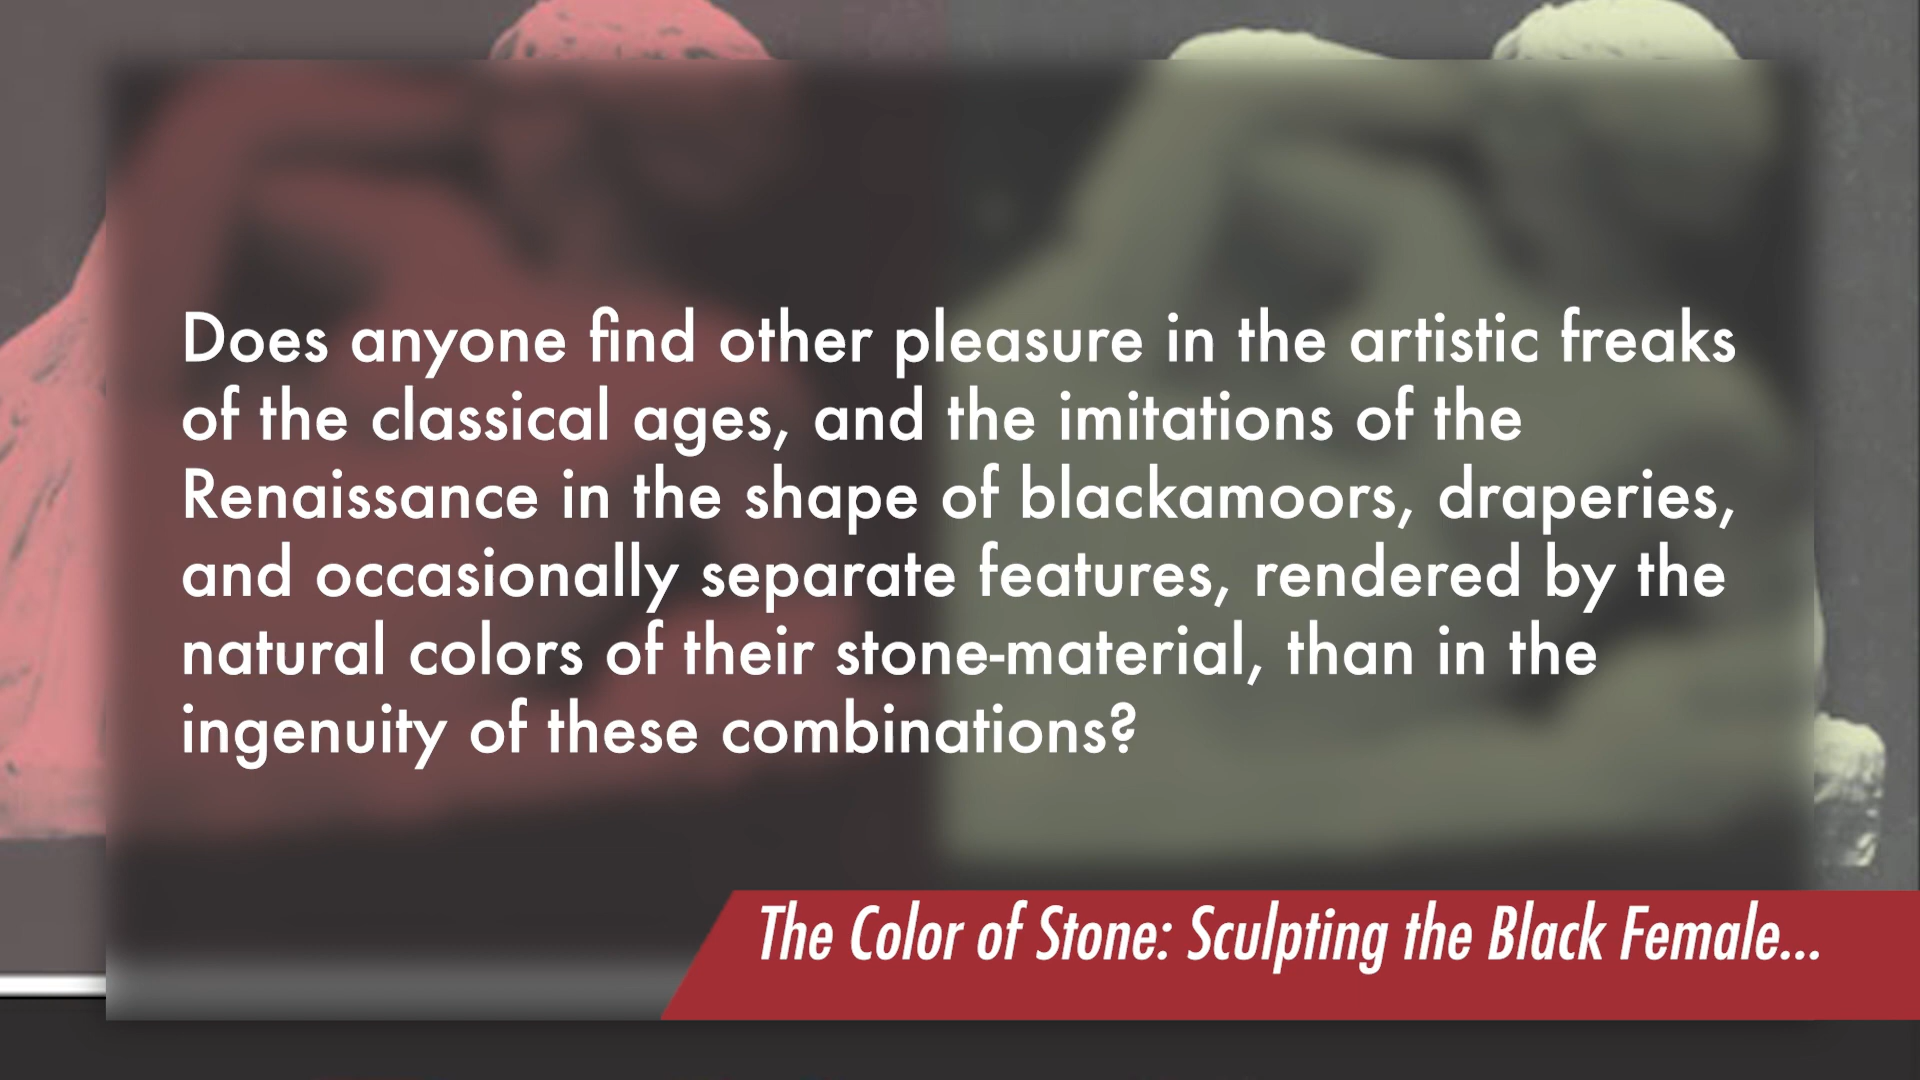 Does anyone find other pleasure in the artistic freaks
of the classical ages, and the imitations of the
Renaissance in the shape of blackamoors, draperies,
and occasionally separate features, rendered by the
natural colors of their stone-material, than in the
ingenuity of these combinations?
The Color of Stone: Sculpting the Black Female...